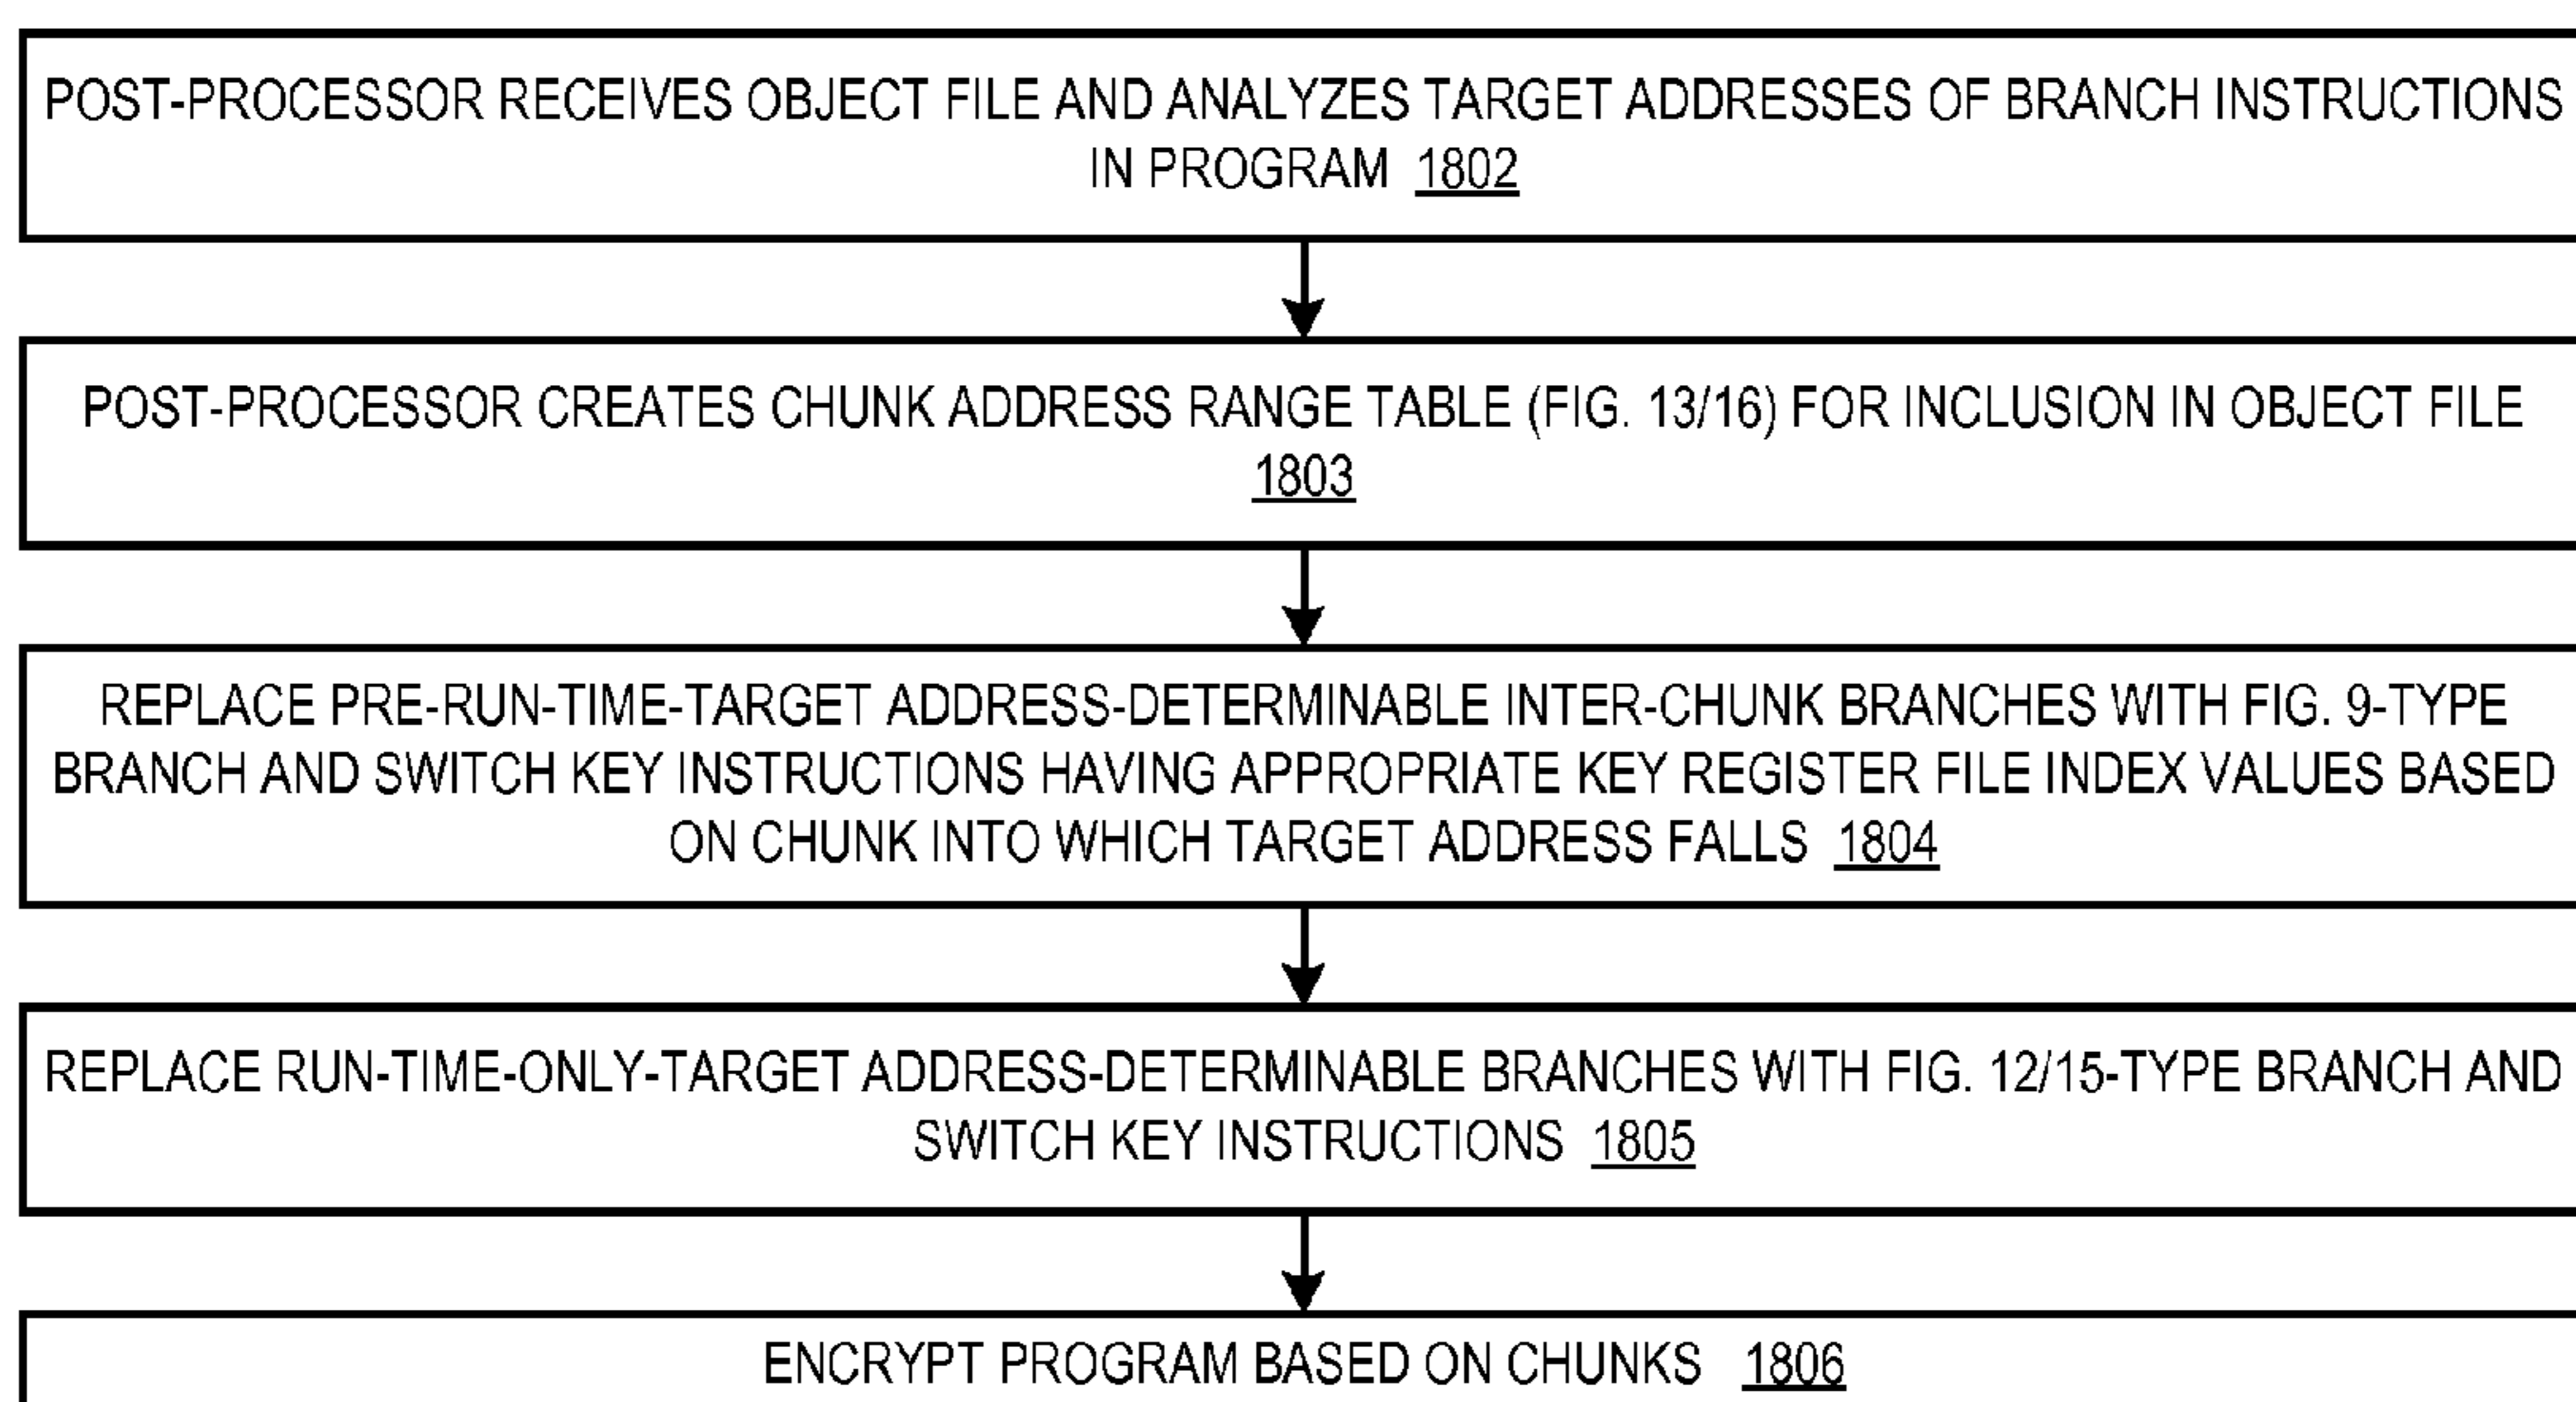 POST-PROCESSOR RECEIVES OBJECT FILE AND ANALYZES TARGET ADDRESSES OF BRANCH INSTRUCTIONS
IN PROGRAM 1802
POST-PROCESSOR CREATES CHUNK ADDRESS RANGE TABLE (FIG. 13/16) FOR INCLUSION IN OBJECT FILE
1803
REPLACE PRE-RUN-TIME-TARGET ADDRESS-DETERMINABLE INTER-CHUNK BRANCHES WITH FIG. 9-TYPE
BRANCH AND SWITCH KEY INSTRUCTIONS HAVING APPROPRIATE KEY REGISTER FILE INDEX VALUES BASED
ON CHUNK INTO WHICH TARGET ADDRESS FALLS 1804
REPLACE RUN-TIME-ONLY-TARGET ADDRESS-DETERMINABLE BRANCHES WITH FIG. 12/15-TYPE BRANCH AND
SWITCH KEY INSTRUCTIONS 1805
ENCRYPT PROGRAM BASED ON CHUNKS 1806